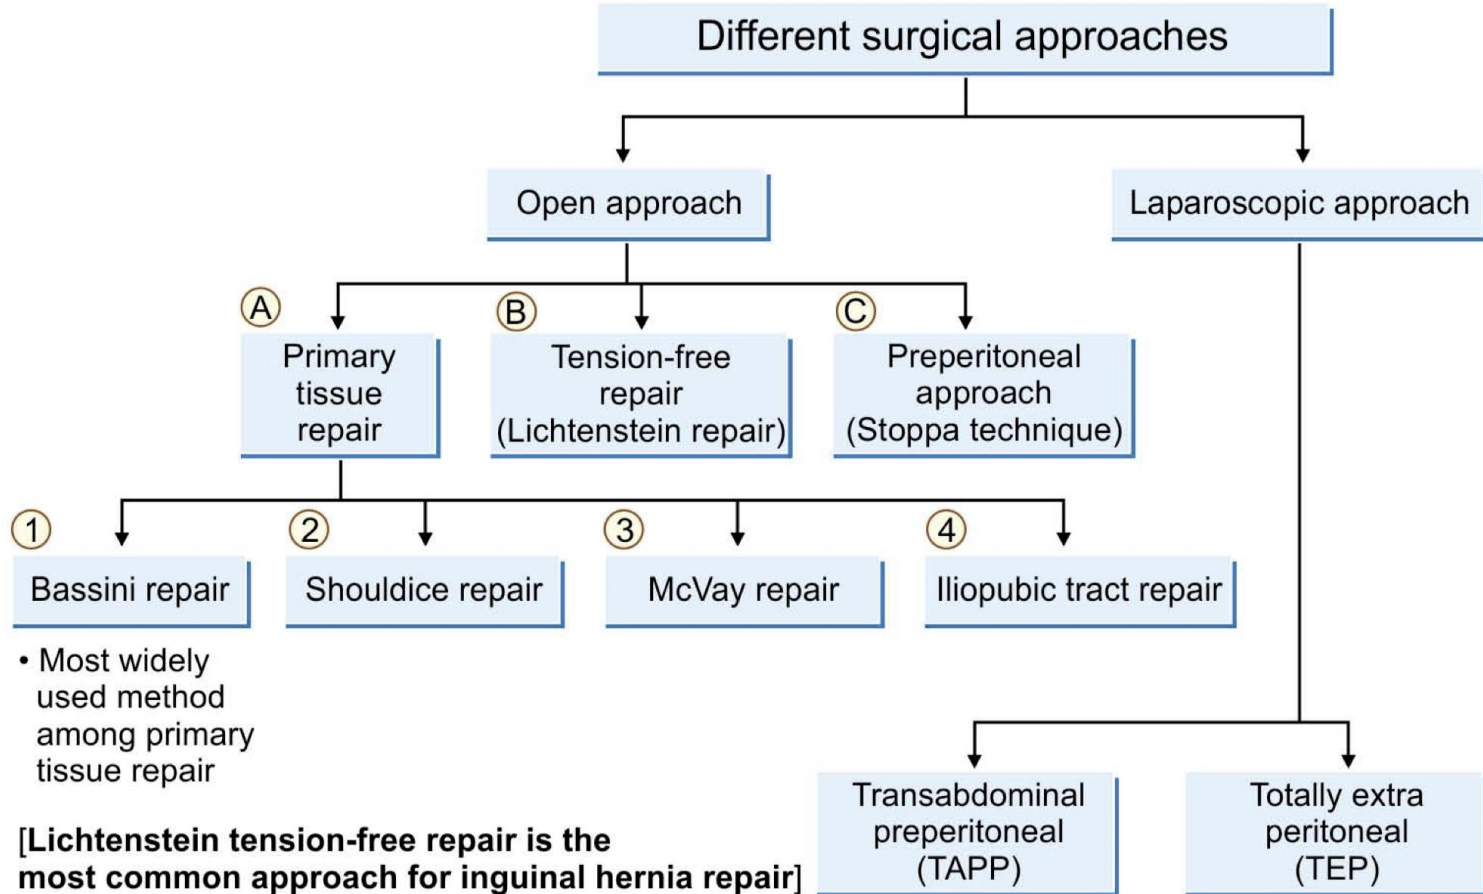 Different surgical approaches
Open approach
Laparoscopic approach
A
Primary
tissue
repair
B
Tension-free
repair
(Lichtenstein repair)
C
Preperitoneal
approach
(Stoppa technique)
1
Bassini repair
2
Shouldice repair
3
McVay repair
4
Iliopubic tract repair
• Most widely
used method
among primary
tissue repair
Transabdominal
preperitoneal
(TAPP)
Totally extra
peritoneal
(TEP)
[Lichtenstein tension-free repair is the
most common approach for inguinal hernia repair]